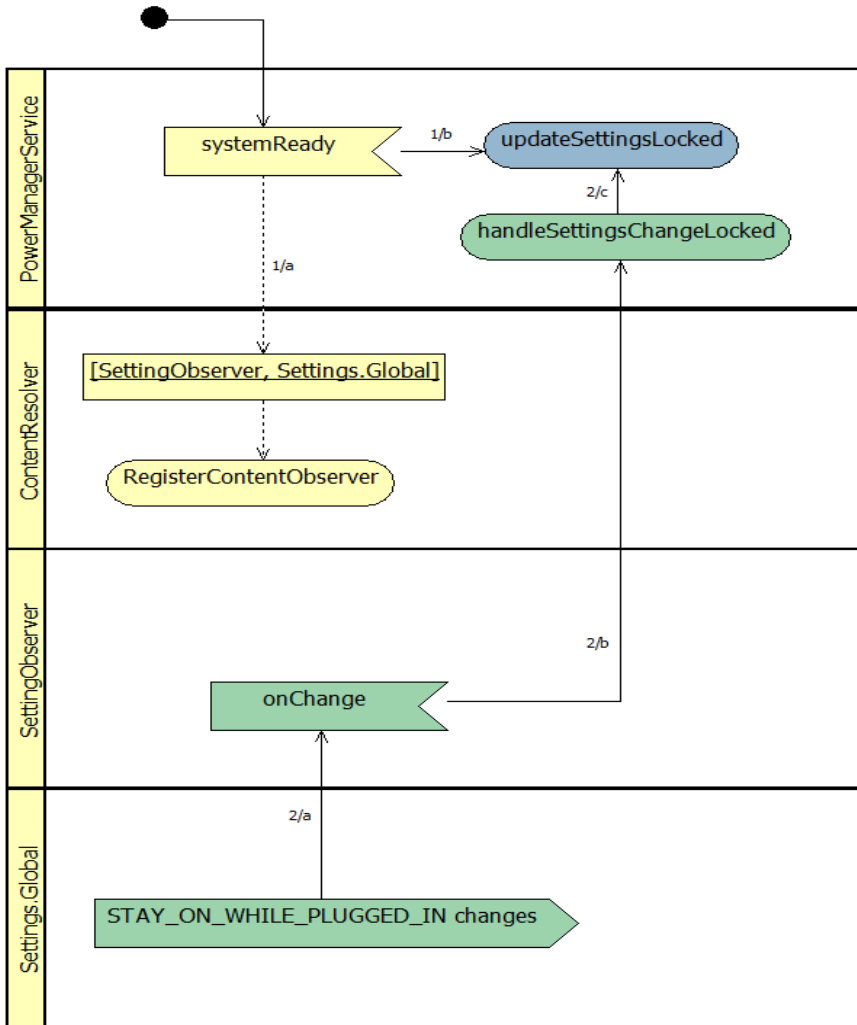 PowerManagerService
systemReady
1/b
updateSettingsLocked
2/c
handleSettingsChangeLocked
1/a
ContentResolver
[SettingObserver, Settings.Global]
RegisterContentObserver
SettingObserver
2/b
onChange
Settings.Global
2/a
STAY_ON_WHILE_PLUGGED_IN changes